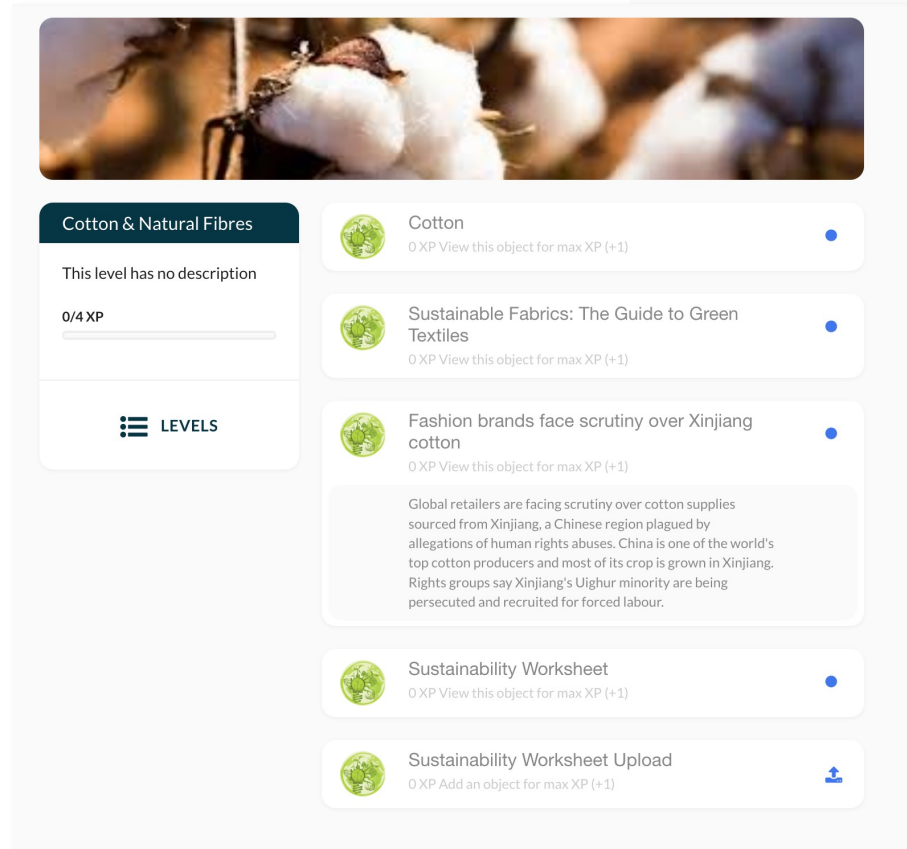 Cotton & Natural Fibres
This level has no description
0/4 XP
LEVELS
Cotton
0 XP View this object for max XP (+1)
Sustainable Fabrics: The Guide to Green
Textiles
0 XP View this object for max XP (+1)
Fashion brands face scrutiny over Xinjiang
cotton
0 XP View this object for max XP (+1)
Global retailers are facing scrutiny over cotton supplies
sourced from Xinjiang, a Chinese region plagued by
allegations of human rights abuses. China is one of the world's
top cotton producers and most of its crop is grown in Xinjiang.
Rights groups say Xinjiang's Uighur minority are being
persecuted and recruited for forced labour.
Sustainability Worksheet
0 XP View this object for max XP (+1)
Sustainability Worksheet Upload
0 XP Add an object for max XP (+1)